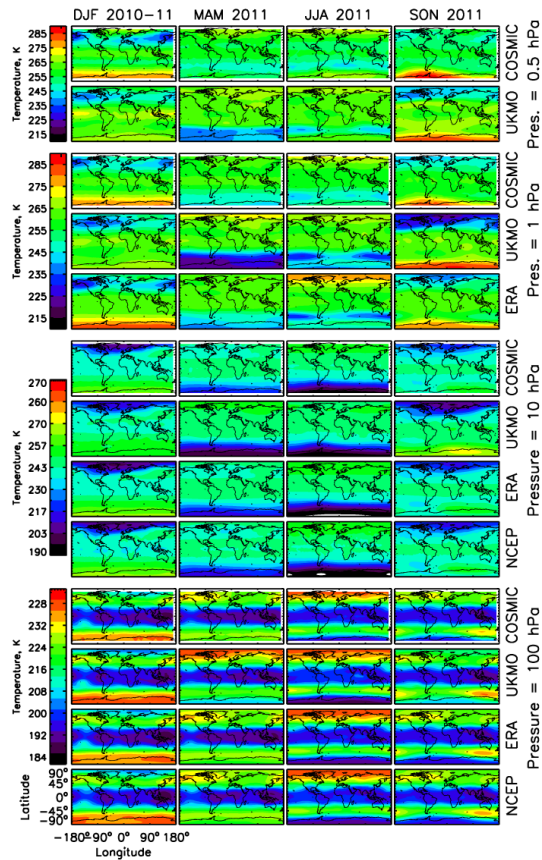 DJF 2010-11 MAM 2011 JJA 2011 SON 2011
Temperature, K
285
275
265
255
245
235
225
215
COSMIC
UKMO
Pres. = 0.5 hPa
Temperature, K
285
275
265
255
245
235
225
215
COSMIC
UKMO
ERA
Pres. = 1 hPa
Temperature, K
270
260
257
243
230
217
203
190
COSMIC
UKMO
ERA
NCEP
Pressure = 10 hPa
Temperature, K
228
232
224
216
208
200
192
184
COSMIC
UKMO
ERA
NCEP
Pressure = 100 hPa
Latitude
90°
45°
0°
-45°
-90°
-180°-90° 0° 90° 180°
Longitude